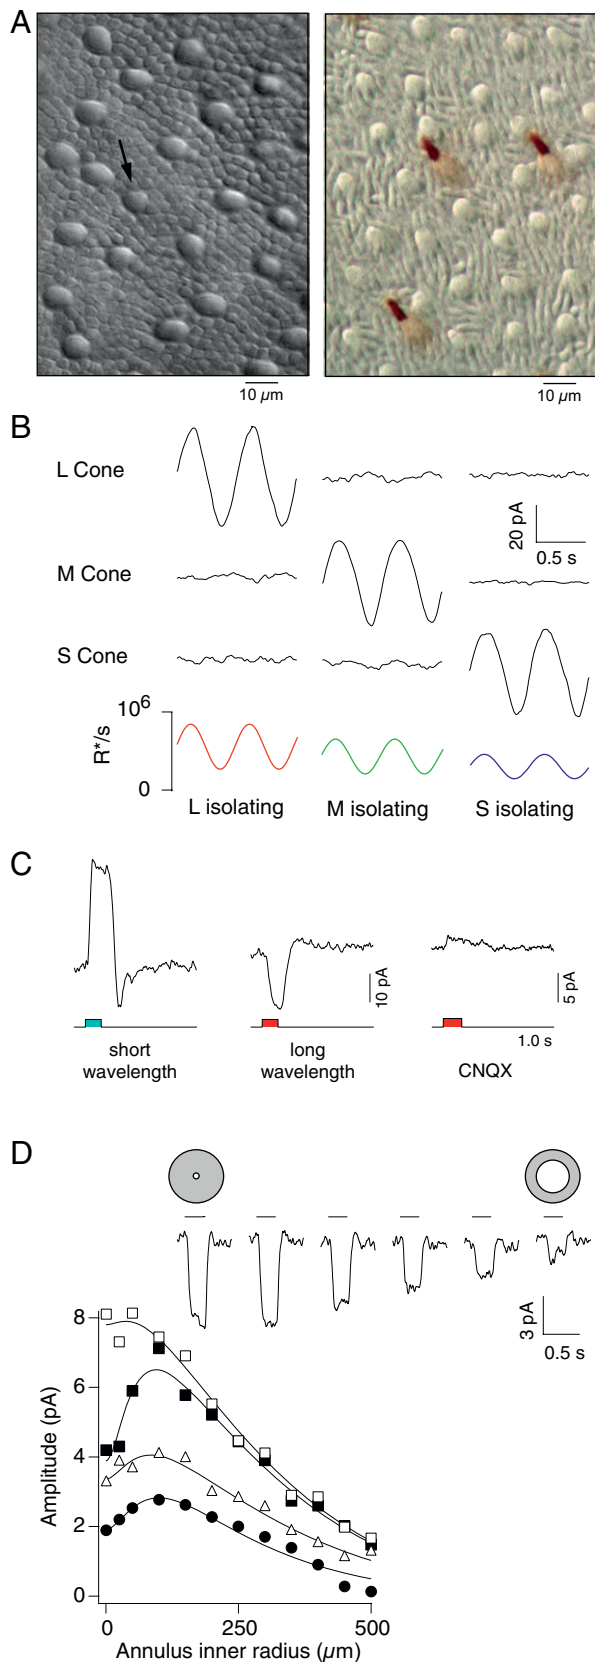 A
10 µm
10 µm
B
L Cone
M Cone
S Cone
20 pA
0.5 s
10⁶
R*/s
0
L isolating
M isolating
S isolating
C
10 pA
5 pA
1.0 s
short
wavelength
long
wavelength
CNQX
D
3 pA
0.5 s
8
6
4
2
0
Amplitude (pA)
0
250
500
Annulus inner radius (µm)